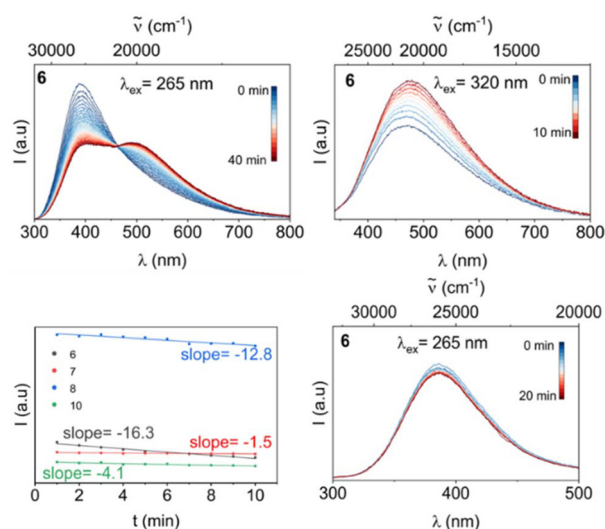 ν̃ (cm⁻¹)
30000 20000
6
λex= 265 nm
0 min
40 min
I (a.u)
300 400 500 600 700 800
λ (nm)
ν̃ (cm⁻¹)
25000 20000 15000
6
λex= 320 nm
0 min
10 min
I (a.u)
400 500 600 700 800
λ (nm)
slope= -12.8
6
7
8
10
slope= -16.3
slope= -1.5
slope= -4.1
I (a.u)
0 2 4 6 8 10
t (min)
ν̃ (cm⁻¹)
30000 25000 20000
6
λex= 265 nm
0 min
20 min
I (a.u)
300 400 500
λ (nm)